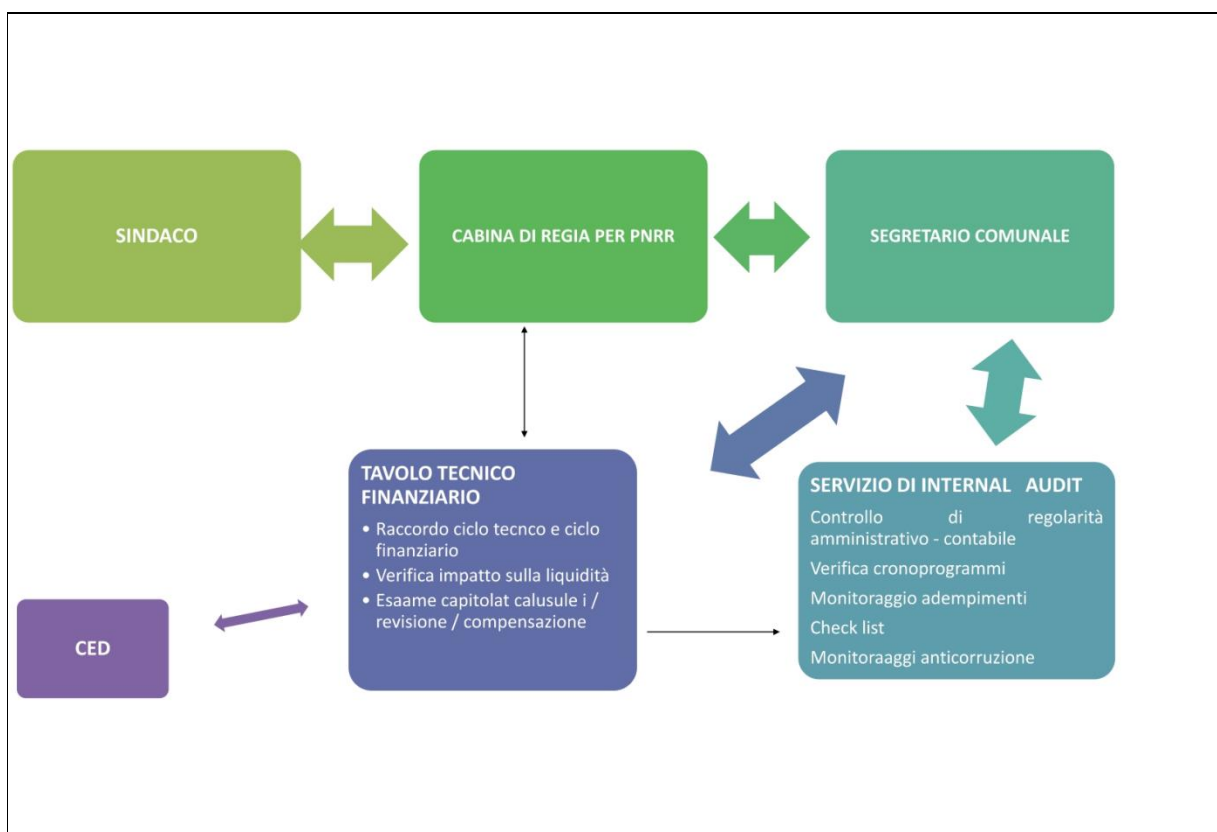 SINDACO
CABINA DI REGIA PER PNRR
SEGRETARIO COMUNALE
TAVOLO TECNICO
FINANZIARIO
• Raccordo ciclo tecnco e ciclo
finanziario
• Verifica impatto sulla liquidità
• Esaame capitolat calusule i /
revisione / compensazione
SERVIZIO DI INTERNAL AUDIT
Controllo di regolarità
amministrativo - contabile
Verifica cronoprogrammi
Monitoraggio adempimenti
Check list
Monitoraaggi anticorruzione
CED